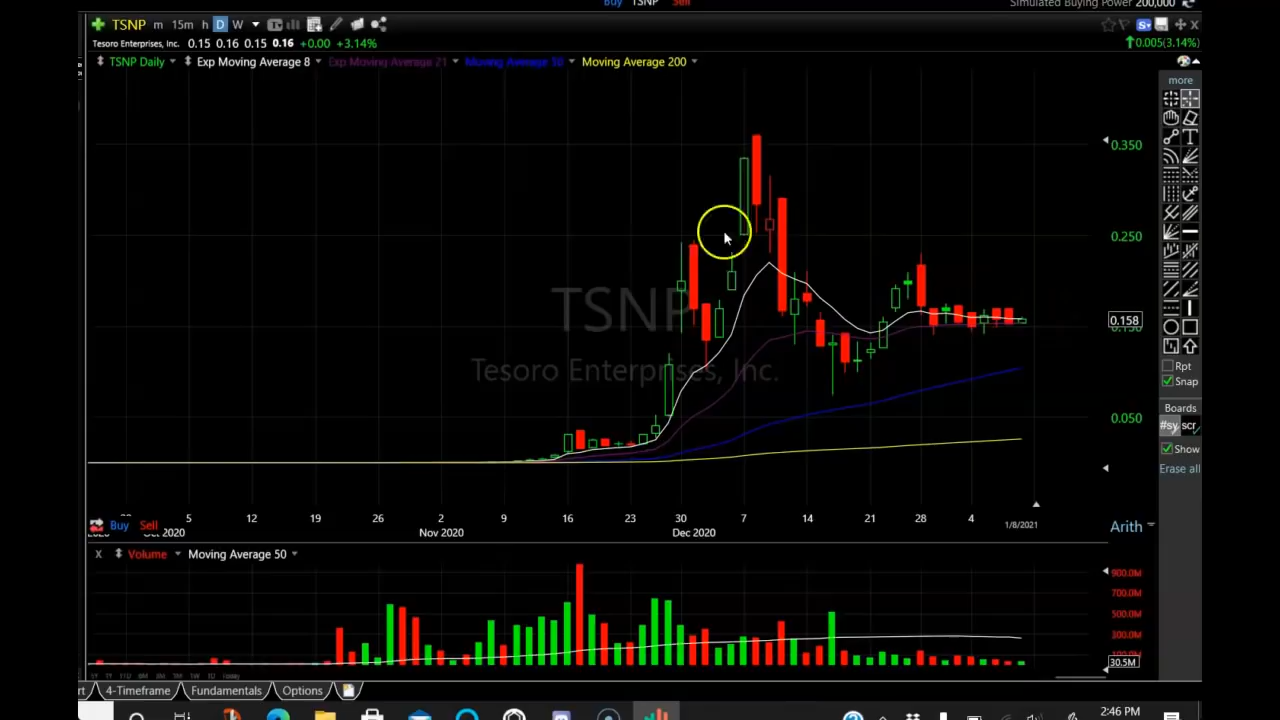 Buy TSNP Sell
Simulated Buying Power 200,000
TSNP m 15m h D W
Tesoro Enterprises, Inc. 0.15 0.16 0.15 0.16 +0.00 +3.14%
0.005(3.14%)
TSNP Daily Exp Moving Average 8 Exp Moving Average 21 Moving Average 50 Moving Average 200
more
0.350
0.250
0.158
0.050
TSNP
Tesoro Enterprises, Inc.
Rpt
Snap
Boards
#sy scr
Show
Erase all
5 12 19 26 2 9 16 23 30 7 14 21 28 4
Buy Sell
Oct 2020 Nov 2020 Dec 2020 1/8/2021
Arith
X Volume Moving Average 50
900.0M
700.0M
500.0M
300.0M
30.5M
4-Timeframe Fundamentals Options
2:46 PM